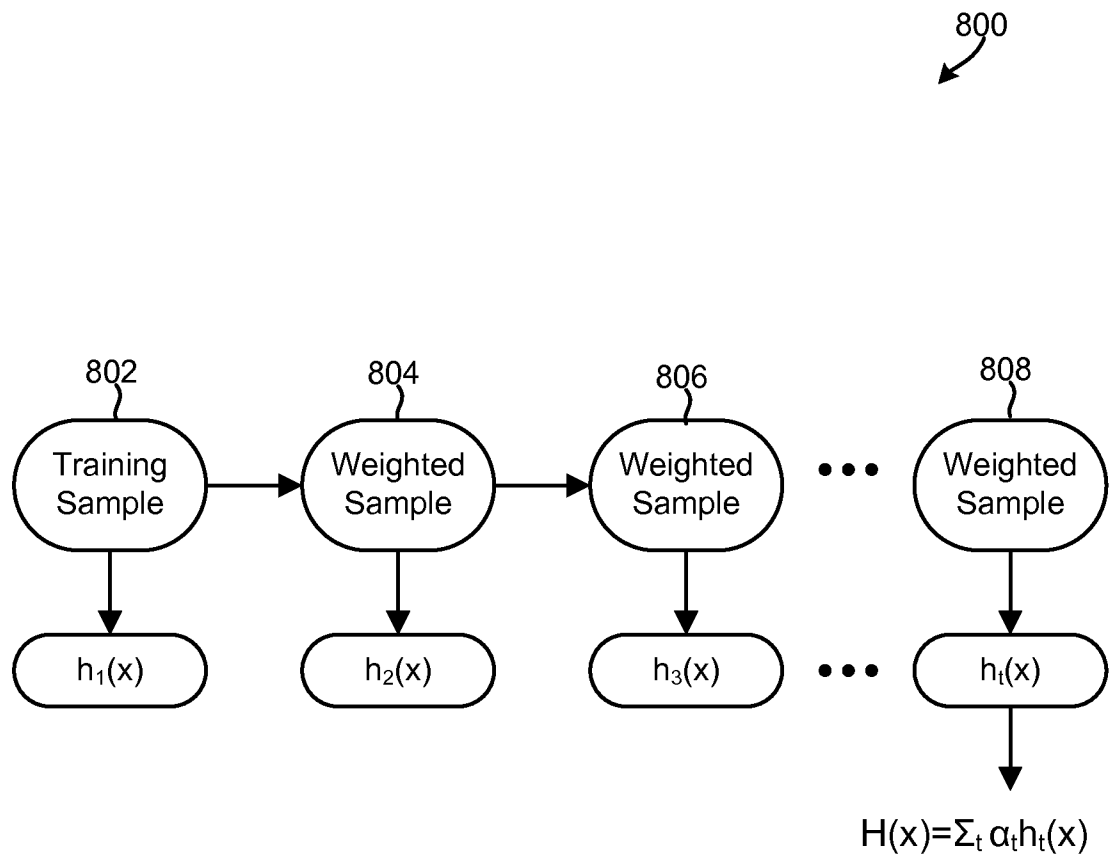 800
802
804
806
808
Training
Sample
Weighted
Sample
Weighted
Sample
•••
Weighted
Sample
h₁(x)
h₂(x)
h₃(x)
•••
hₜ(x)
H(x)=Σₜ αₜhₜ(x)